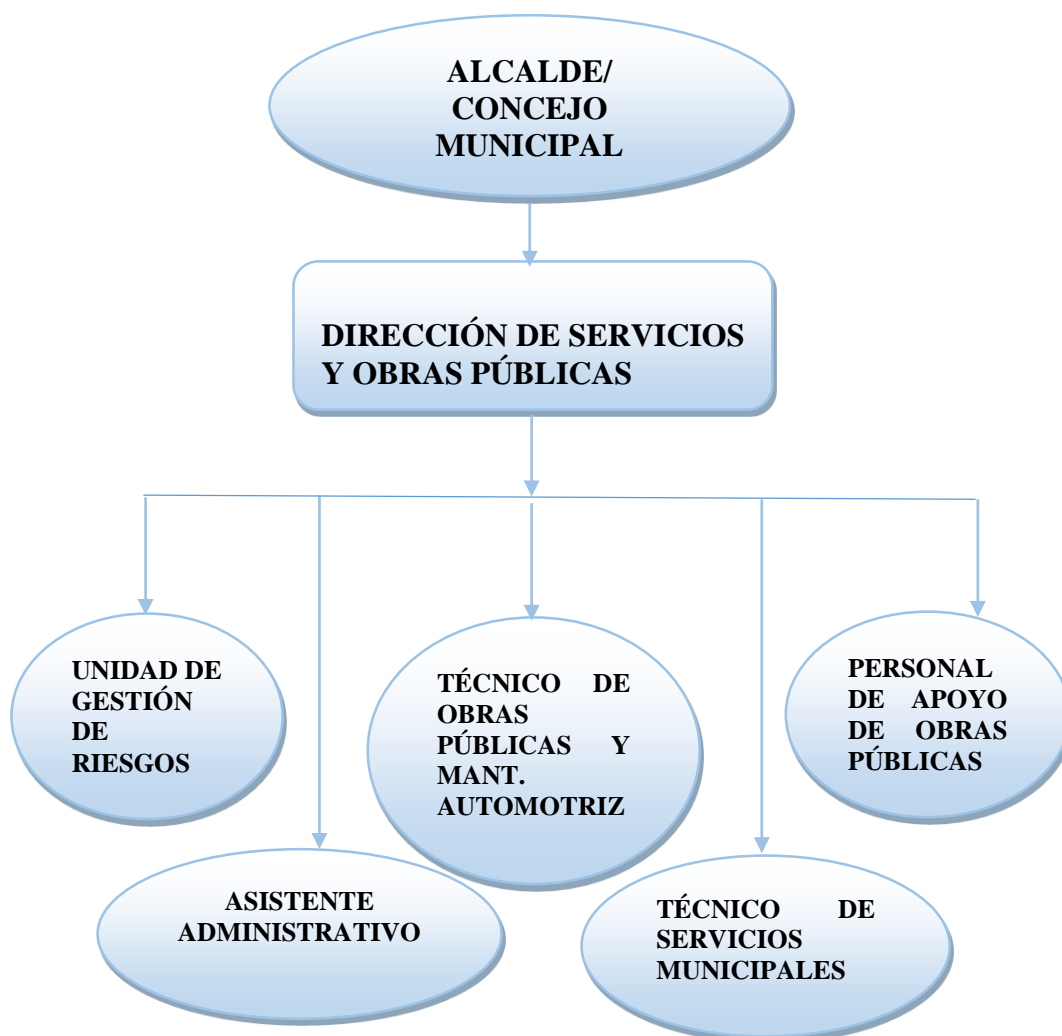 ALCALDE/
CONCEJO
MUNICIPAL
DIRECCIÓN DE SERVICIOS
Y OBRAS PÚBLICAS
UNIDAD DE
GESTIÓN
DE
RIESGOS
TÉCNICO DE
OBRAS
PÚBLICAS Y
MANT.
AUTOMOTRIZ
PERSONAL
DE APOYO
DE OBRAS
PÚBLICAS
ASISTENTE
ADMINISTRATIVO
TÉCNICO DE
SERVICIOS
MUNICIPALES